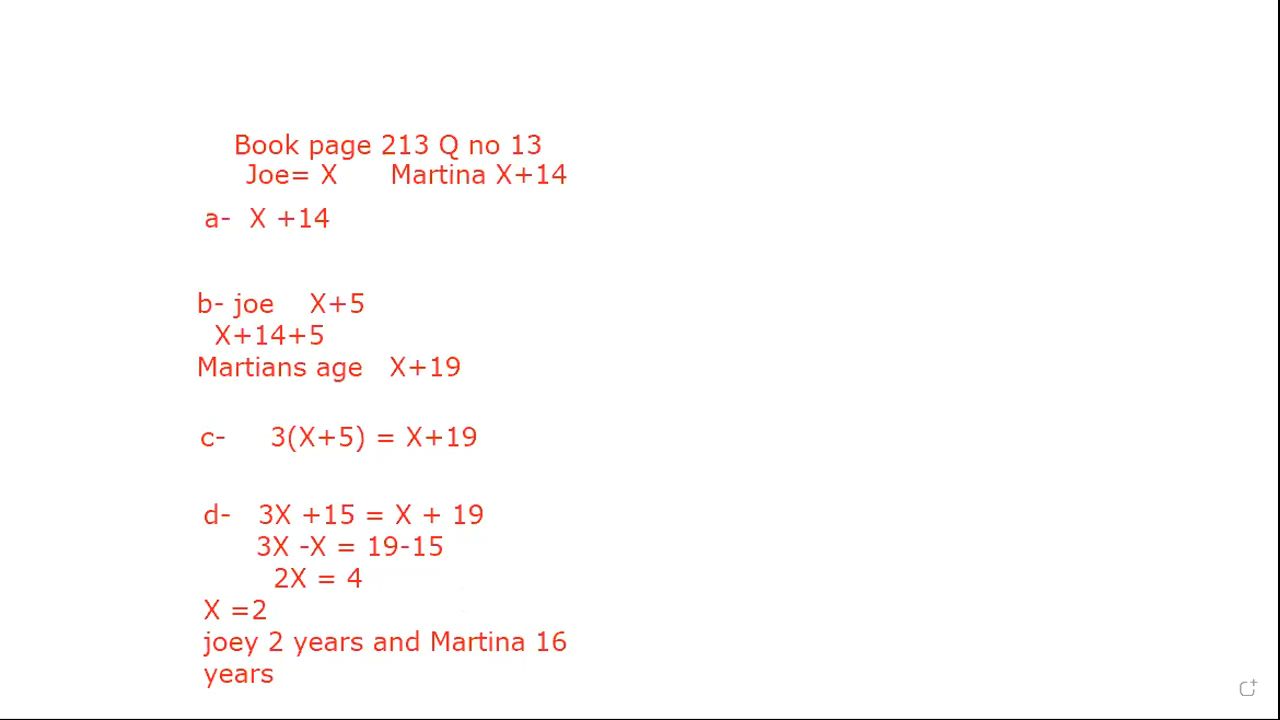 Book page 213 Q no 13
Joe= X Martina X+14
a- X +14
b- joe X+5
X+14+5
Martians age X+19
c- 3(X+5) = X+19
d- 3X +15 = X + 19
3X -X = 19-15
2X = 4
X =2
joey 2 years and Martina 16
years